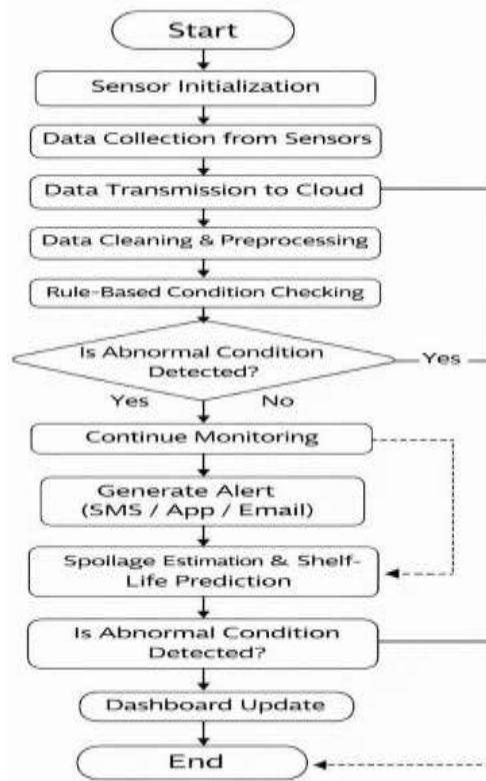 Start
Sensor Initialization
Data Collection from Sensors
Data Transmission to Cloud
Data Cleaning & Preprocessing
Rule-Based Condition Checking
Is Abnormal Condition
Detected?
Yes
Yes No
Continue Monitoring
Generate Alert
(SMS / App / Email)
Spollage Estimation & Shelf-
Life Prediction
Is Abnormal Condition
Detected?
Dashboard Update
End